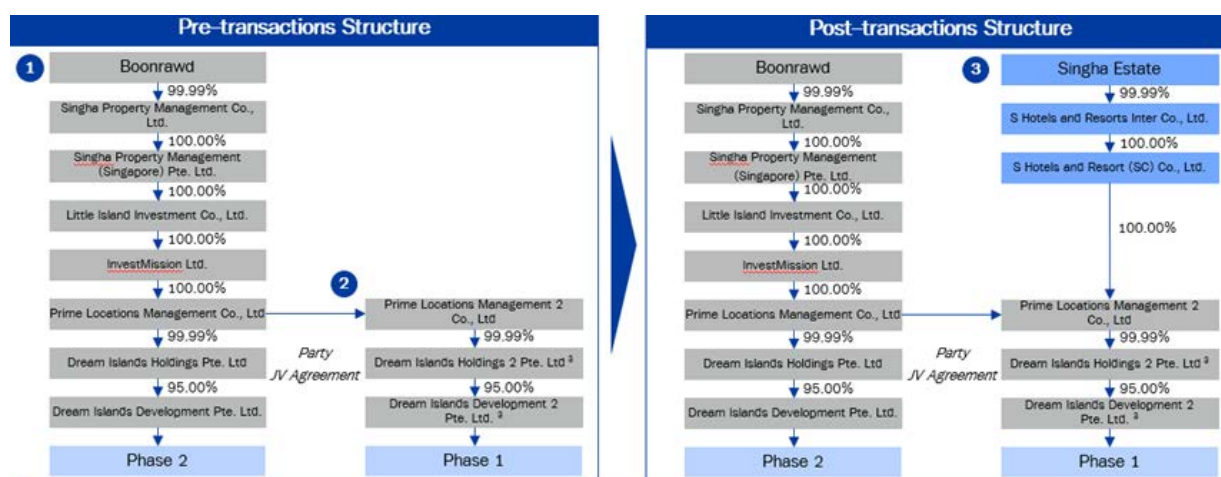 Pre-transactions Structure
1
Boonrawd
99.99%
Singha Property Management Co.,
Ltd.
100.00%
Singha Property Management
(Singapore) Pte. Ltd.
100.00%
Little Island Investment Co., Ltd.
100.00%
InvestMission Ltd.
100.00%
2
Prime Locations Management Co., Ltd
99.99%
Dream Islands Holdings Pte. Ltd
95.00%
Dream Islands Development Pte. Ltd.
Phase 2
Party
JV Agreement
Prime Locations Management 2
Co., Ltd
99.99%
Dream Islands Holdings 2 Pte. Ltd 3
95.00%
Dream Islands Development 2
Pte. Ltd. 3
Phase 1
Post-transactions Structure
Boonrawd
99.99%
Singha Property Management Co.,
Ltd.
100.00%
Singha Property Management
(Singapore) Pte. Ltd.
100.00%
Little Island Investment Co., Ltd.
100.00%
InvestMission Ltd.
100.00%
Prime Locations Management Co., Ltd
99.99%
Dream Islands Holdings Pte. Ltd
95.00%
Dream Islands Development Pte. Ltd.
Phase 2
Party
JV Agreement
3
Singha Estate
99.99%
S Hotels and Resorts Inter Co., Ltd.
100.00%
S Hotels and Resort (SC) Co., Ltd.
100.00%
Prime Locations Management 2
Co., Ltd
99.99%
Dream Islands Holdings 2 Pte. Ltd 3
95.00%
Dream Islands Development 2
Pte. Ltd. 3
Phase 1